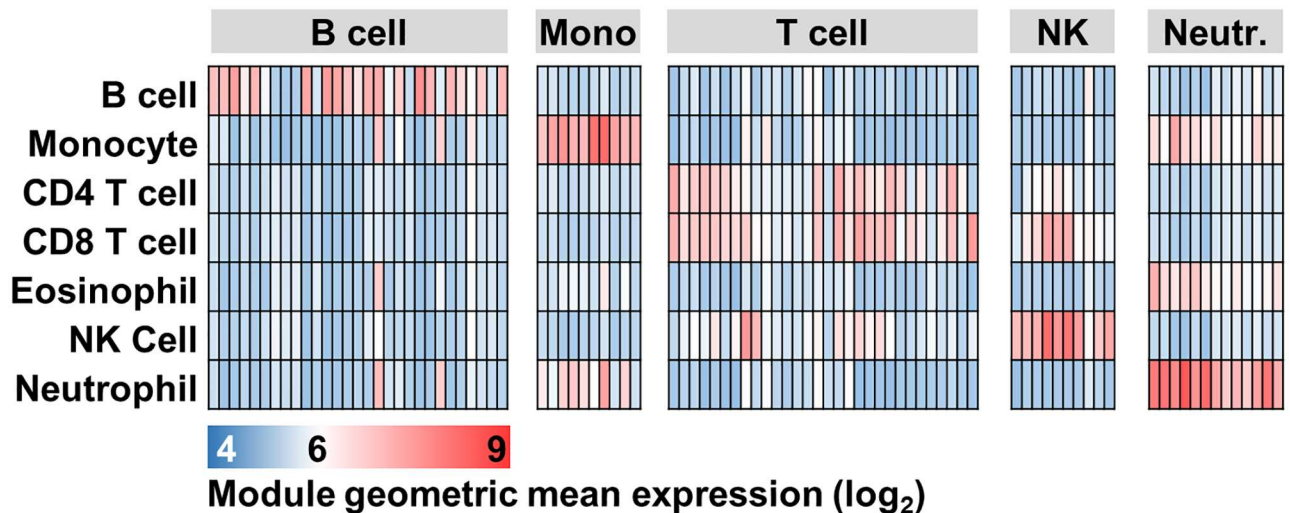 B cell Mono T cell NK Neutr.
B cell
Monocyte
CD4 T cell
CD8 T cell
Eosinophil
NK Cell
Neutrophil
4 6 9
Module geometric mean expression (log₂)